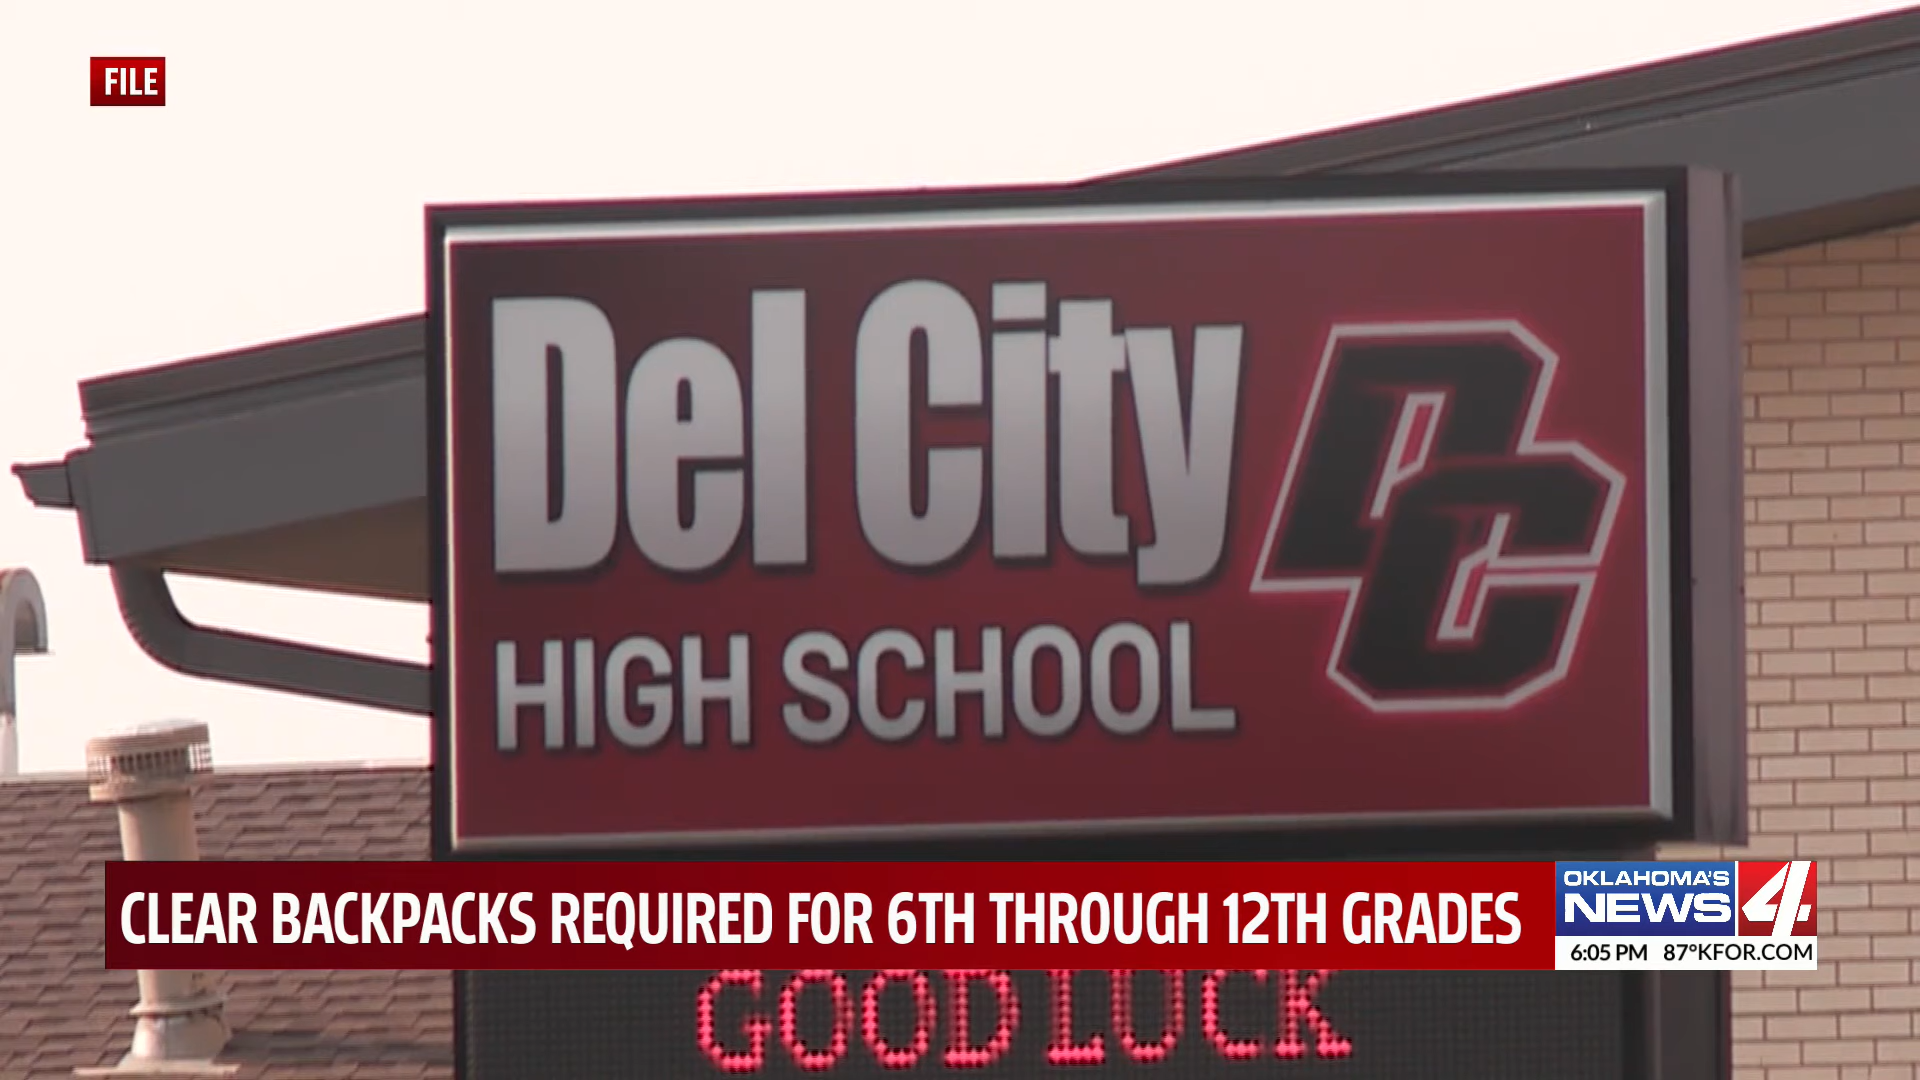 FILE
Del City
HIGH SCHOOL
DC
CLEAR BACKPACKS REQUIRED FOR 6TH THROUGH 12TH GRADES
OKLAHOMA'S
NEWS 4
6:05 PM 87° KFOR.COM
GOOD LUCK